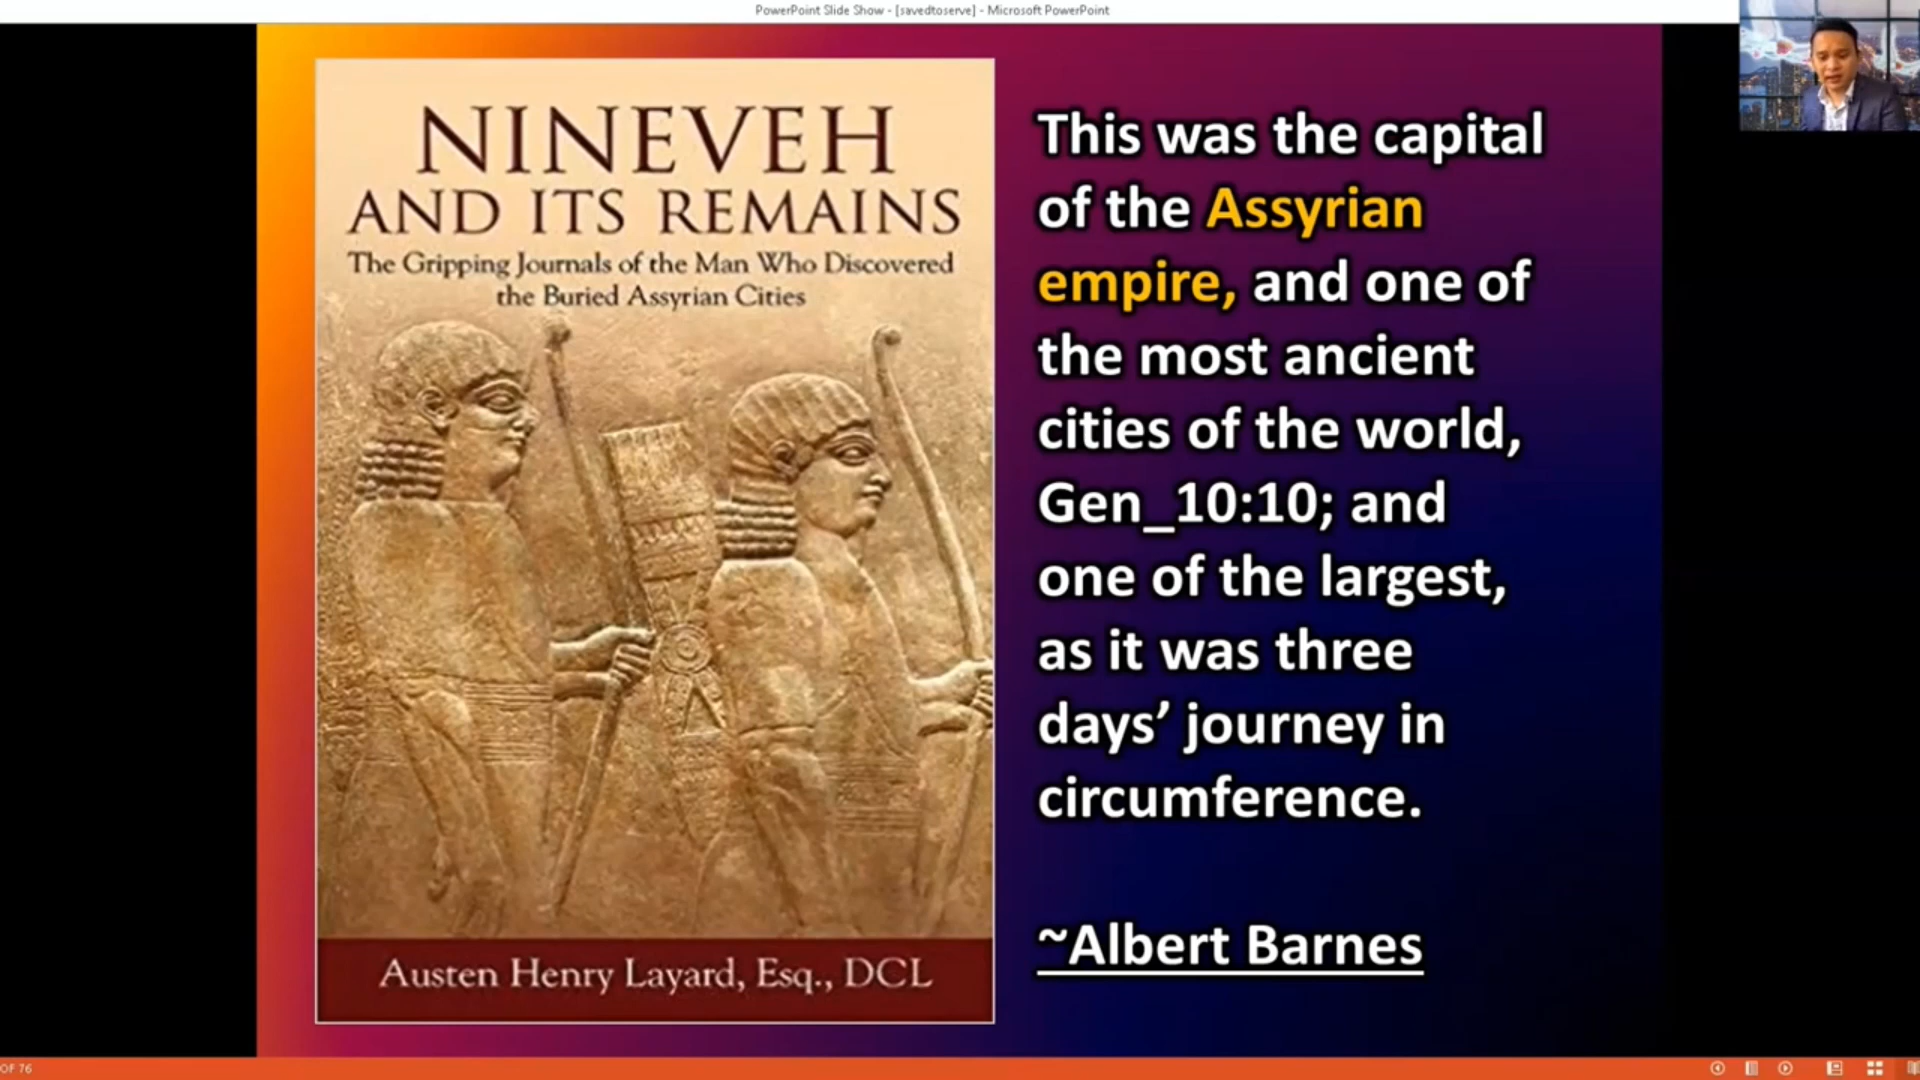 PowerPoint Slide Show - [savedtoserve] - Microsoft PowerPoint
NINEVEH
AND ITS REMAINS
The Gripping Journals of the Man Who Discovered
the Buried Assyrian Cities
Austen Henry Layard, Esq., DCL
This was the capital
of the Assyrian
empire, and one of
the most ancient
cities of the world,
Gen_10:10; and
one of the largest,
as it was three
days’ journey in
circumference.
~Albert Barnes
OF 76